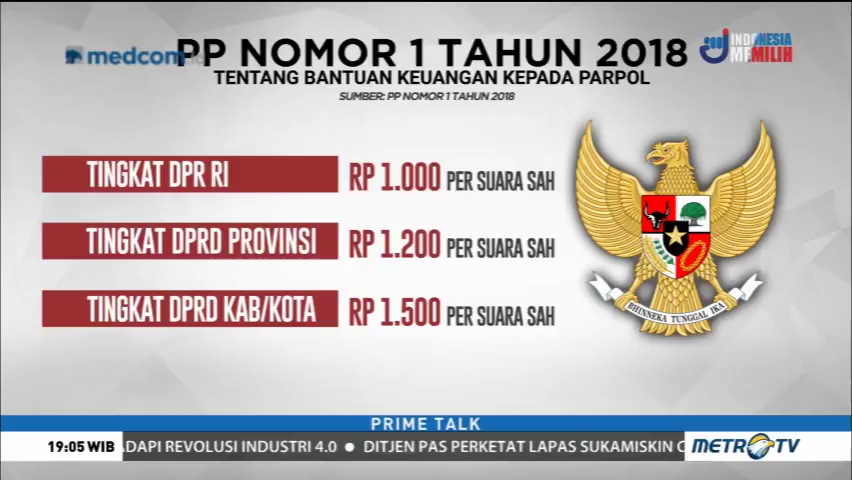 medcom
PP NOMOR 1 TAHUN 2018
INDONESIA
MEMILIH
TENTANG BANTUAN KEUANGAN KEPADA PARPOL
SUMBER: PP NOMOR 1 TAHUN 2018
TINGKAT DPR RI RP 1.000 PER SUARA SAH
TINGKAT DPRD PROVINSI RP 1.200 PER SUARA SAH
TINGKAT DPRD KAB/KOTA RP 1.500 PER SUARA SAH
BHINNEKA TUNGGAL IKA
PRIME TALK
19:05 WIB ADAPI REVOLUSI INDUSTRI 4.0 ● DITJEN PAS PERKETAT LAPAS SUKAMISKIN METRO TV